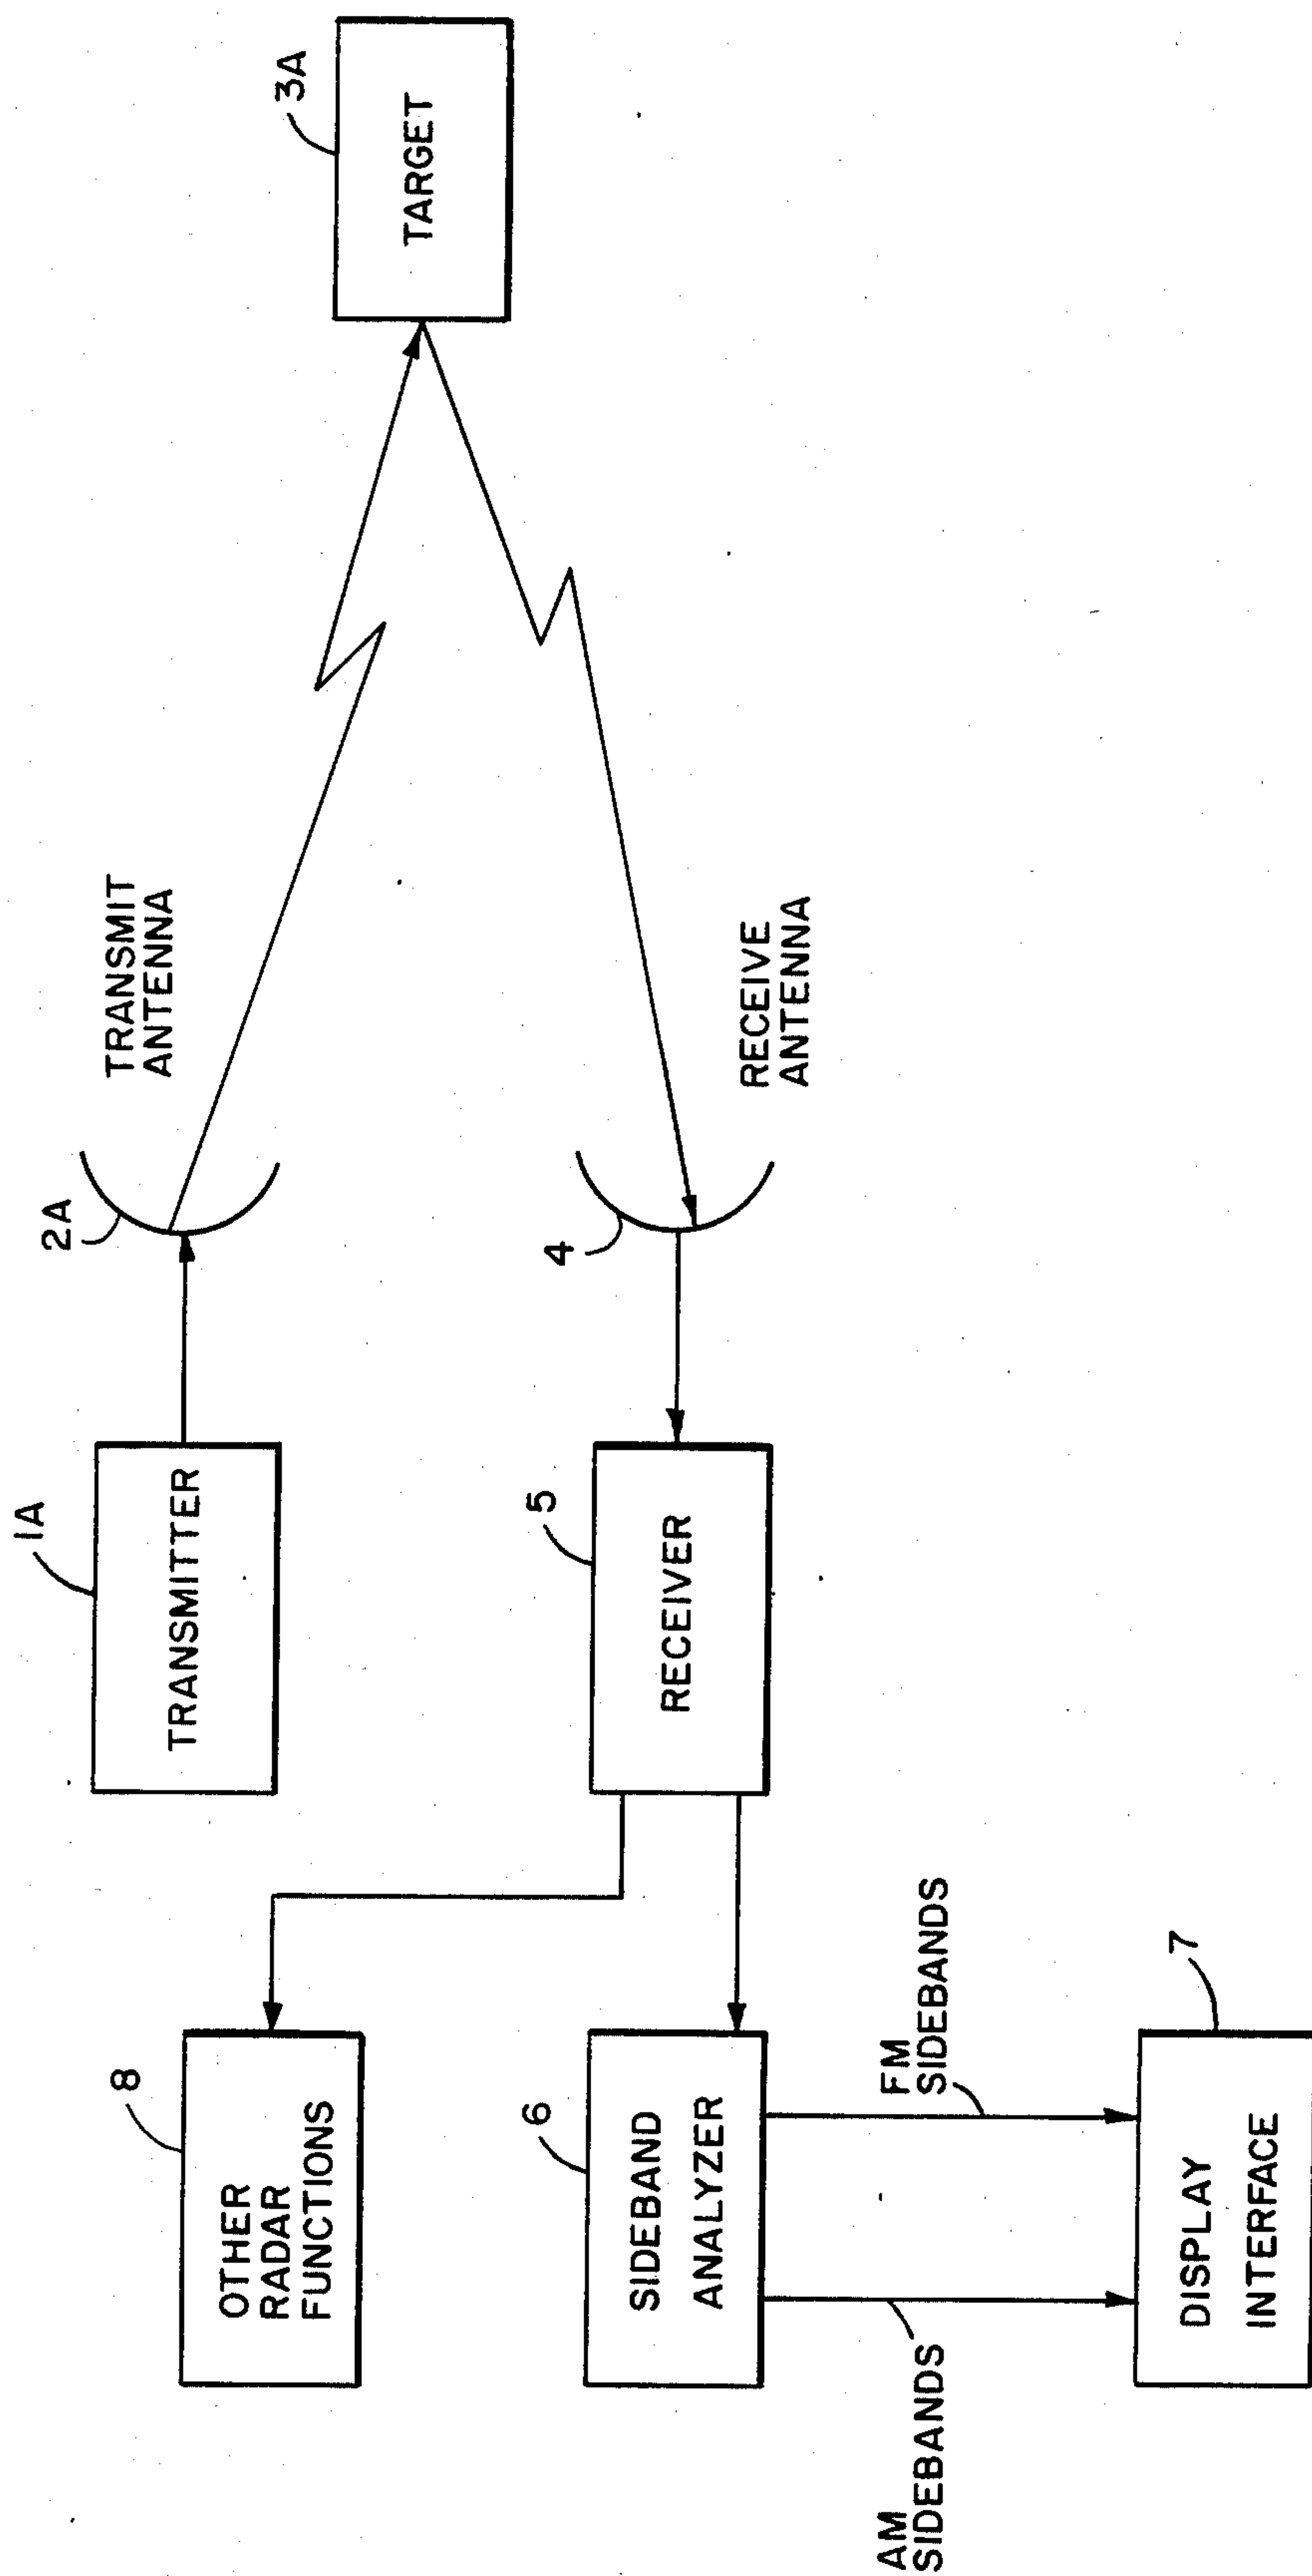 1A
TRANSMITTER
2A
TRANSMIT
ANTENNA
3A
TARGET
8
OTHER
RADAR
FUNCTIONS
6
SIDEBAND
ANALYZER
5
RECEIVER
4
RECEIVE
ANTENNA
AM
SIDEBANDS
FM
SIDEBANDS
7
DISPLAY
INTERFACE